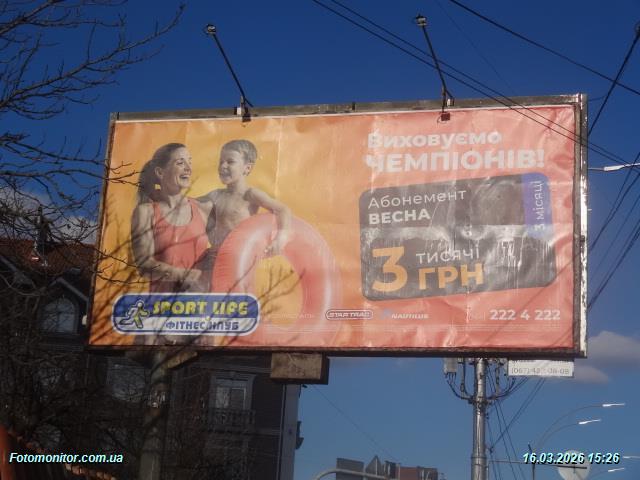 Виховуємо
ЧЕМПІОНІВ!
Абонемент
ВЕСНА
3 місяці
3 тисячі
ГРН
SPORT LIFE
ФІТНЕС КЛУБ
STAR TRAC
NAUTILUS
222 4 222
Fotomonitor.com.ua
16.03.2026 15:26